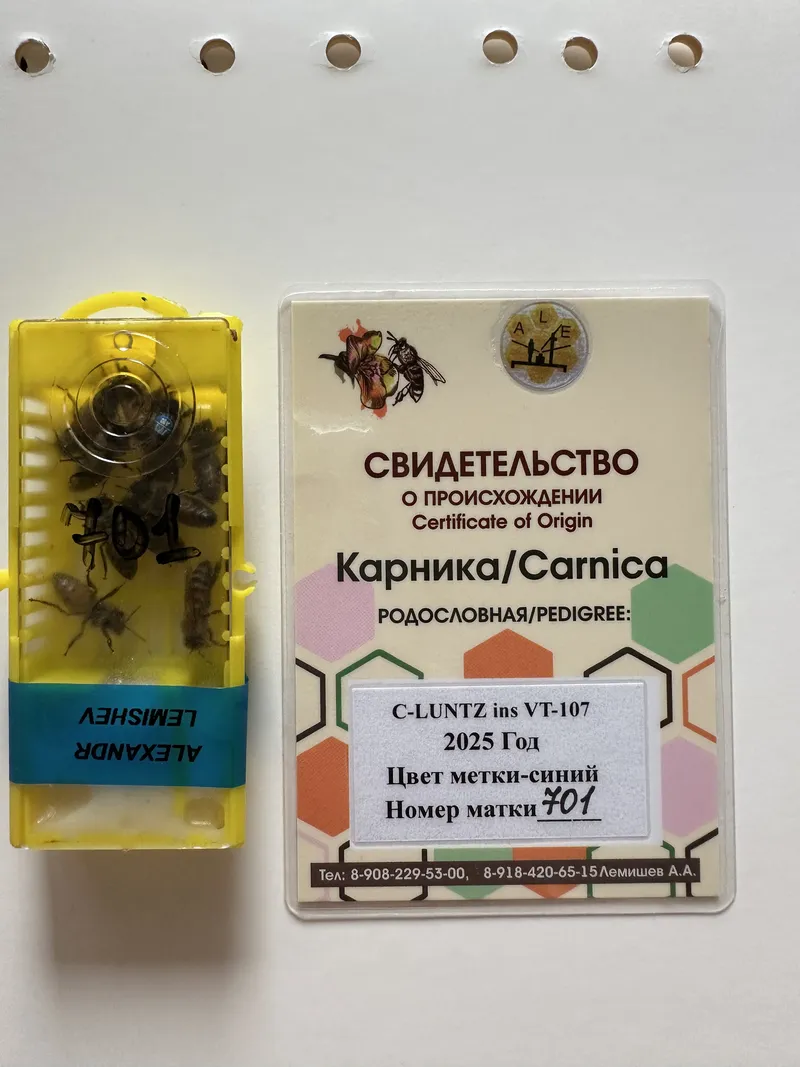 701
ALEXANDR
LEMISHEV
A L E
СВИДЕТЕЛЬСТВО
О ПРОИСХОЖДЕНИИ
Certificate of Origin
Карника/Carnica
РОДОСЛОВНАЯ/PEDIGREE:
C-LUNTZ ins VT-107
2025 Год
Цвет метки-синий
Номер матки 701
Тел: 8-908-229-53-00, 8-918-420-65-15 Лемишев А.А.